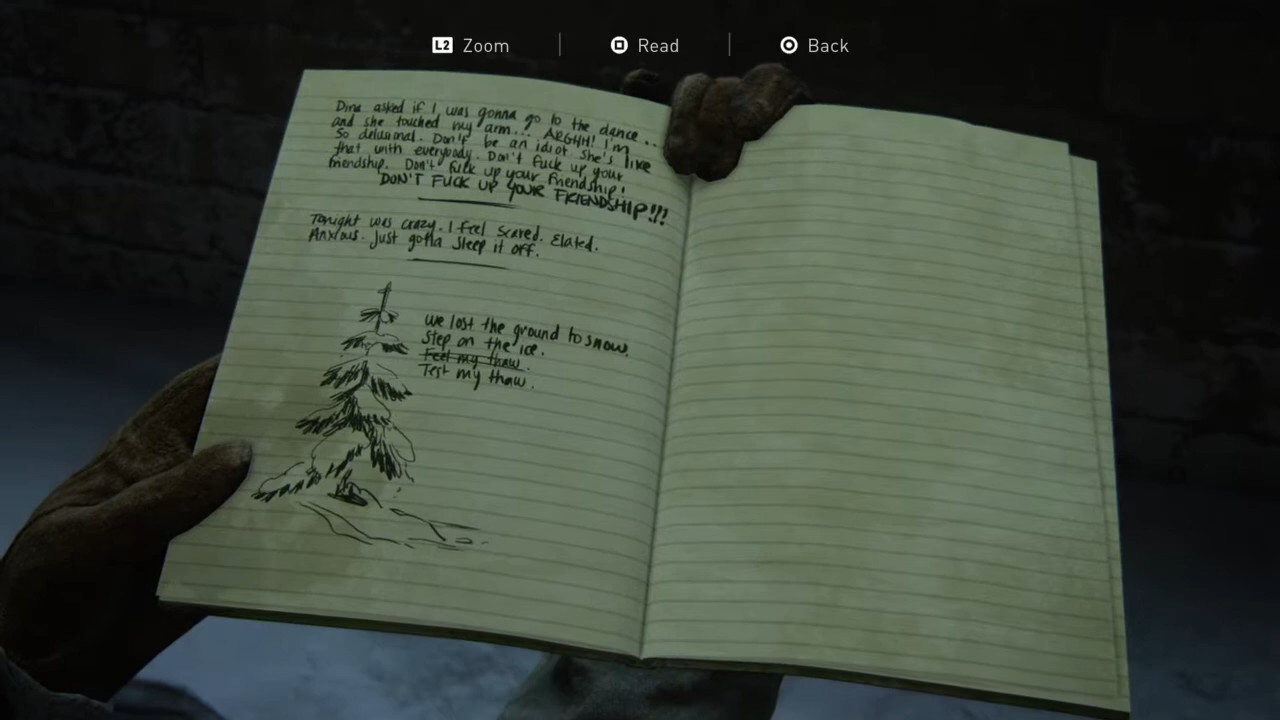 L2 Zoom | Read | Back
Dina asked if I was gonna go to the dance...
and she touched my arm... ARGHH! I'm
so delusional. Don't be an idiot she's like
that with everybody. Don't fuck up your
friendship. Don't fuck up your friendship!
DON'T FUCK UP YOUR FRIENDSHIP!!!
Tonight was crazy. I feel scared. Elated.
Anxious. Just gotta sleep it off.
We lost the ground to snow.
Step on the ice.
Feel my thaw.
Test my thaw.